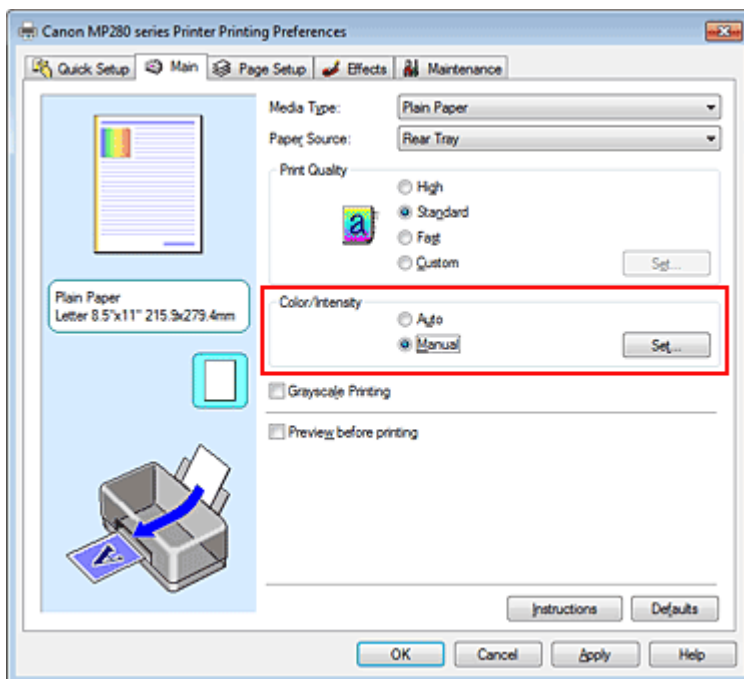 Canon MP280 series Printer Printing Preferences
Quick Setup Main Page Setup Effects Maintenance
Media Type: Plain Paper
Paper Source: Rear Tray
Print Quality
High
Standard
a
Fast
Custom Set...
Plain Paper
Letter 8.5"x11" 215.9x279.4mm
Color/Intensity
Auto
Manual Set...
Grayscale Printing
Preview before printing
A
Instructions Defaults
OK Cancel Apply Help